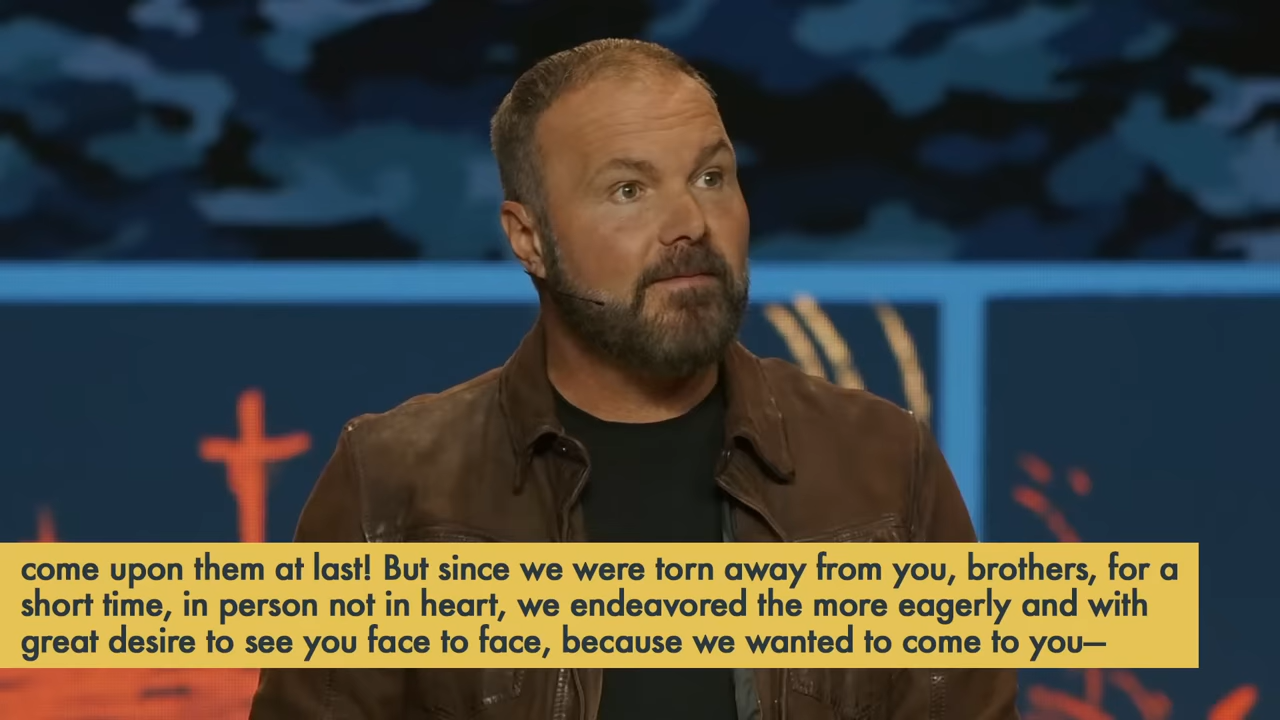 come upon them at last! But since we were torn away from you, brothers, for a
short time, in person not in heart, we endeavored the more eagerly and with
great desire to see you face to face, because we wanted to come to you—